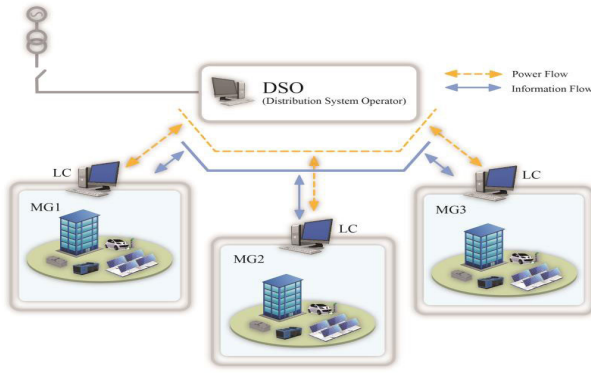 DSO
(Distribution System Operator)
Power Flow
Information Flow
LC
LC
MG1
MG3
LC
MG2